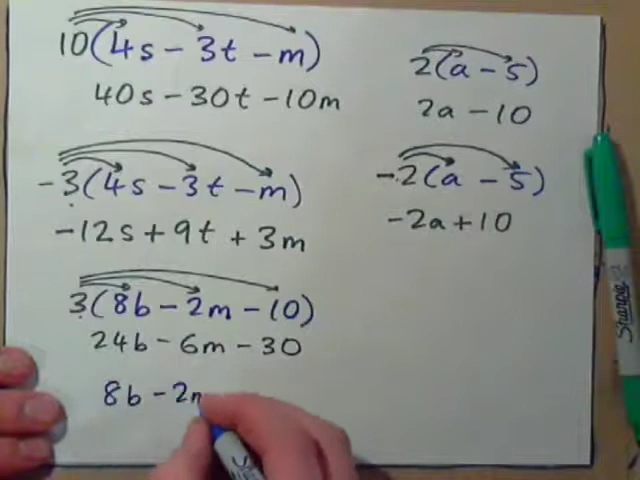 10(4s - 3t - m)
40s - 30t - 10m
-3(4s - 3t - m)
-12s + 9t + 3m
3(8b - 2m - 10)
24b - 6m - 30
8b - 2
2(a - 5)
2a - 10
-2(a - 5)
-2a + 10
Sharpie